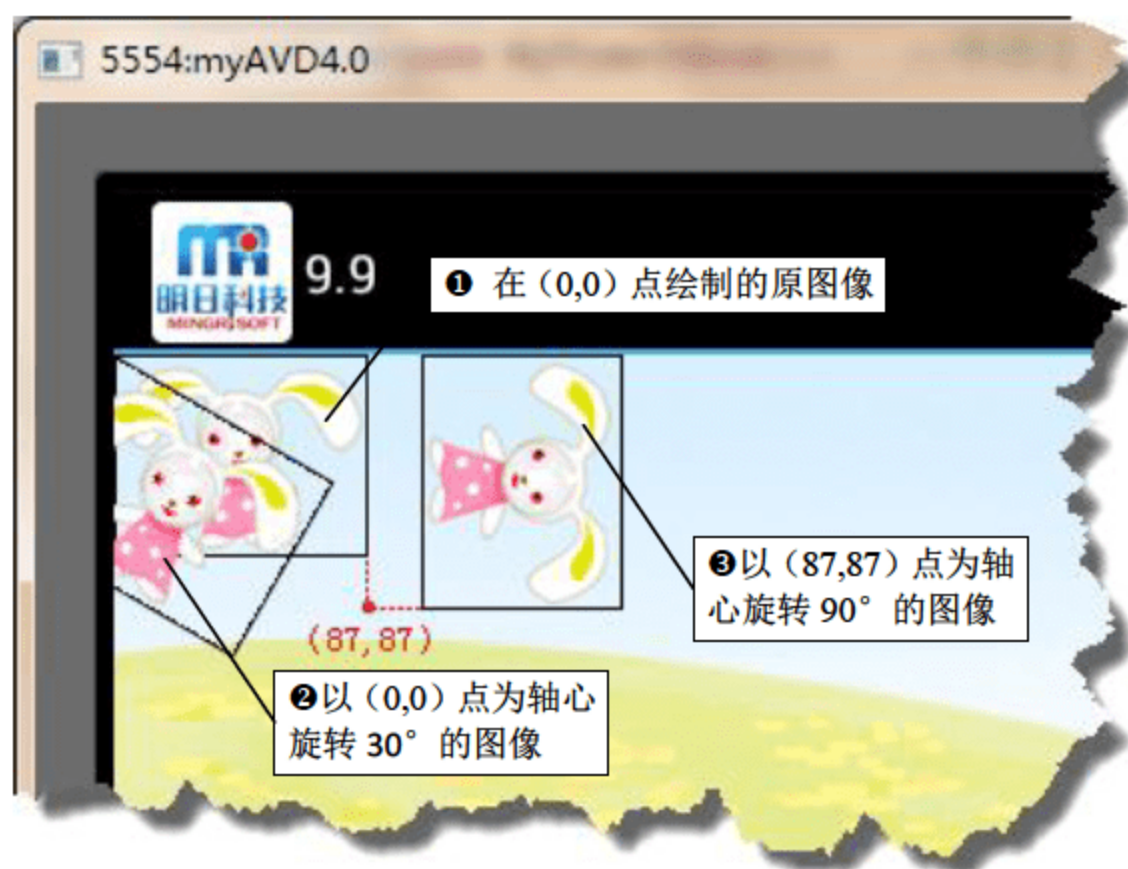 5554:myAVD4.0
明日科技
MINGRISOFT
9.9
❶ 在（0,0）点绘制的原图像
❸以（87,87）点为轴
心旋转 90°的图像
(87,87)
❷以（0,0）点为轴心
旋转 30°的图像